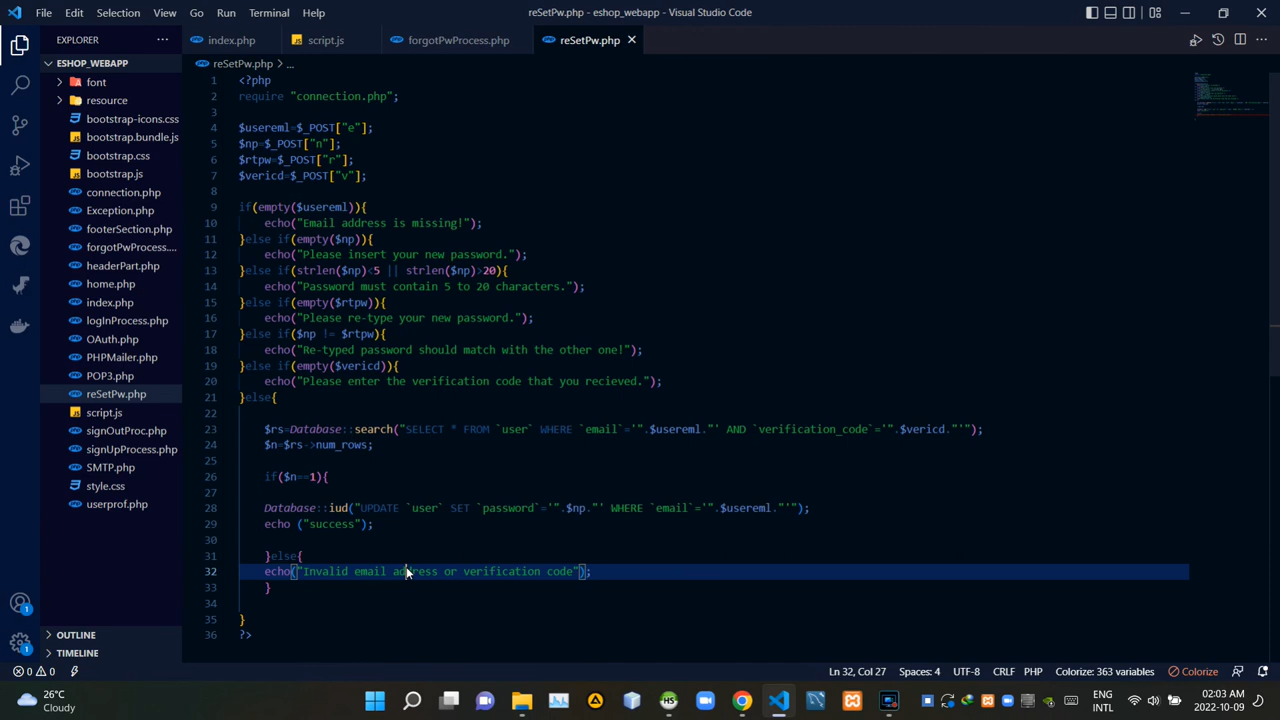 File Edit Selection View Go Run Terminal Help
reSetPw.php - eshop_webapp - Visual Studio Code
EXPLORER
index.php script.js forgotPwProcess.php reSetPw.php
ESHOP_WEBAPP
reSetPw.php > ...
font
resource
bootstrap-icons.css
bootstrap.bundle.js
bootstrap.css
bootstrap.js
connection.php
Exception.php
footerSection.php
forgotPwProcess....
headerPart.php
home.php
index.php
logInProcess.php
OAuth.php
PHPMailer.php
POP3.php
reSetPw.php
script.js
signOutProc.php
signUpProcess.php
SMTP.php
style.css
userprof.php
OUTLINE
TIMELINE
1 <?php
2 require "connection.php";
3
4 $usereml=$_POST["e"];
5 $np=$_POST["n"];
6 $rtpw=$_POST["r"];
7 $vericd=$_POST["v"];
8
9 if(empty($usereml)){
10 echo("Email address is missing!");
11 }else if(empty($np)){
12 echo("Please insert your new password.");
13 }else if(strlen($np)<5 || strlen($np)>20){
14 echo("Password must contain 5 to 20 characters.");
15 }else if(empty($rtpw)){
16 echo("Please re-type your new password.");
17 }else if($np != $rtpw){
18 echo("Re-typed password should match with the other one!");
19 }else if(empty($vericd)){
20 echo("Please enter the verification code that you recieved.");
21 }else{
22
23 $rs=Database::search("SELECT * FROM `user` WHERE `email`='".$usereml."' AND `verification_code`='".$vericd."'");
24 $n=$rs->num_rows;
25
26 if($n==1){
27
28 Database::iud("UPDATE `user` SET `password`='".$np."' WHERE `email`='".$usereml."'");
29 echo ("success");
30
31 }else{
32 echo("Invalid email address or verification code");
33 }
34
35 }
36 ?>
0 0 Ln 32, Col 27 Spaces: 4 UTF-8 CRLF PHP Colorize: 363 variables Colorize
26°C
Cloudy
ENG
INTL
02:03 AM
2022-10-09